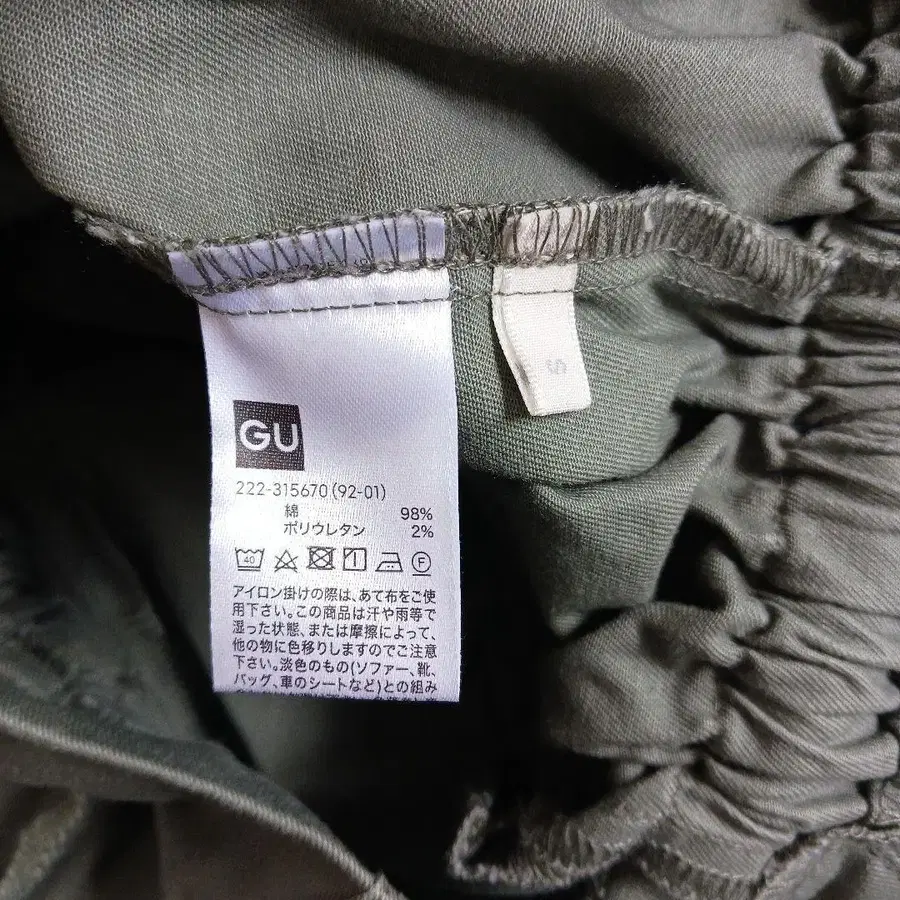 GU
222-315670 (92-01)
綿 98%
ポリウレタン 2%
40 F
アイロン掛けの際は、あて布をご使
用下さい。この商品は汗や雨等で
湿った状態、または摩擦によって、
他の物に色移りしますのでご注意
下さい。淡色のもの(ソファー、靴、
バッグ、車のシートなど)との組み
S